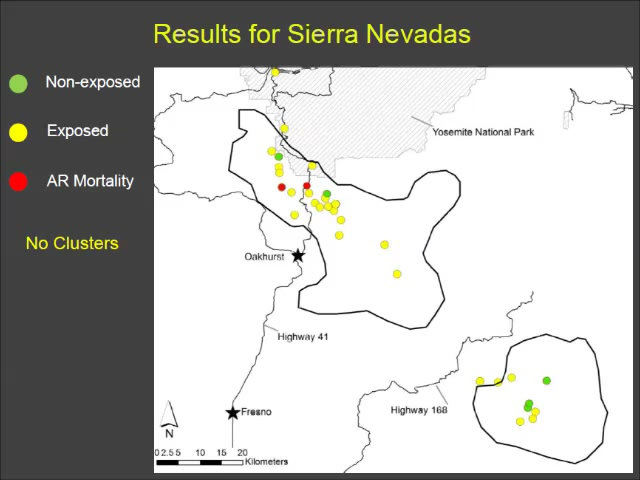 Results for Sierra Nevadas
Non-exposed
Exposed
AR Mortality
No Clusters
Yosemite National Park
Oakhurst
Highway 41
Highway 168
Fresno
N
0 2.5 5 10 15 20
Kilometers